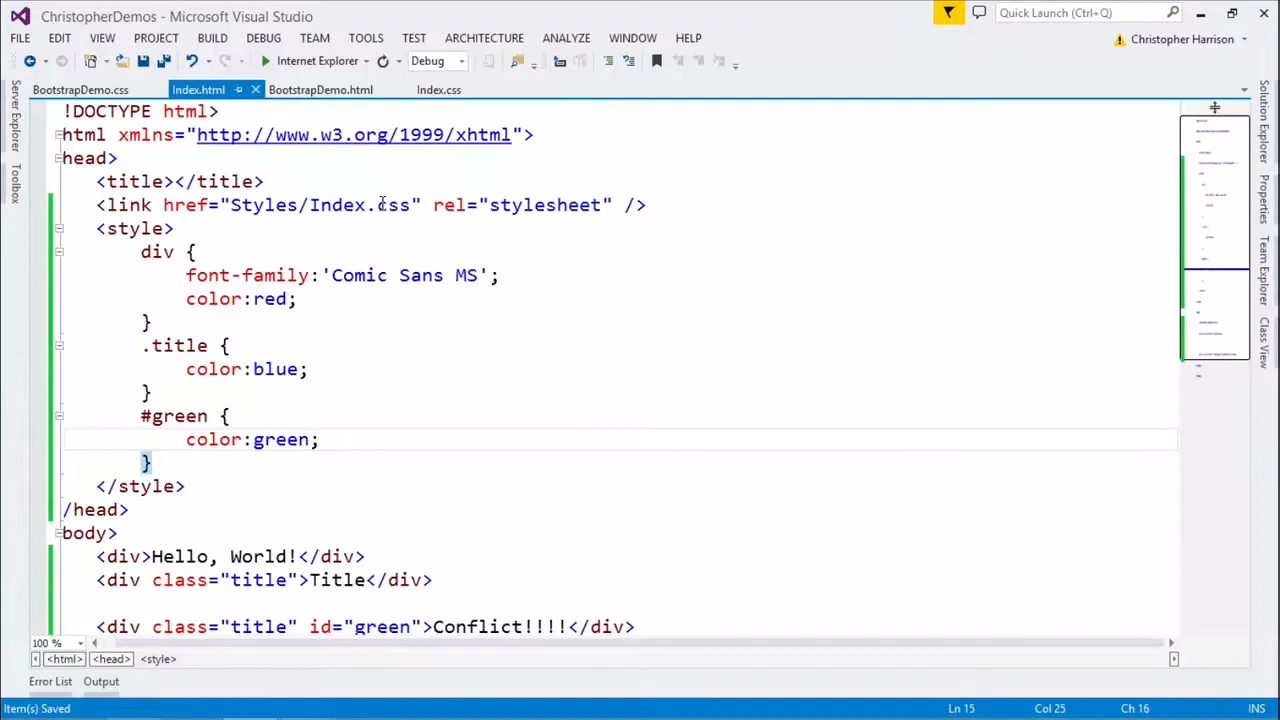 ChristopherDemos - Microsoft Visual Studio
Quick Launch (Ctrl+Q)
FILE EDIT VIEW PROJECT BUILD DEBUG TEAM TOOLS TEST ARCHITECTURE ANALYZE WINDOW HELP
Christopher Harrison
Internet Explorer Debug
BootstrapDemo.css Index.html BootstrapDemo.html Index.css
Server Explorer
Toolbox
Solution Explorer
Properties
Team Explorer
Class View
!DOCTYPE html>
html xmlns="http://www.w3.org/1999/xhtml">
head>
<title></title>
<link href="Styles/Index.css" rel="stylesheet" />
<style>
div {
font-family:'Comic Sans MS';
color:red;
}
.title {
color:blue;
}
#green {
color:green;
}
</style>
/head>
body>
<div>Hello, World!</div>
<div class="title">Title</div>
<div class="title" id="green">Conflict!!!!</div>
100 %
<html> <head> <style>
Error List Output
Item(s) Saved Ln 15 Col 25 Ch 16 INS